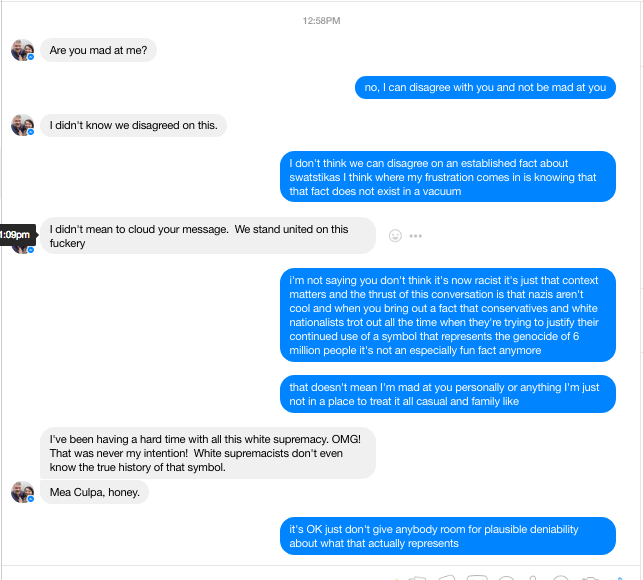 12:58PM
Are you mad at me?
no, I can disagree with you and not be mad at you
I didn't know we disagreed on this.
I don't think we can disagree on an established fact about
swatstikas I think where my frustration comes in is knowing that
that fact does not exist in a vacuum
1:09pm
I didn't mean to cloud your message.  We stand united on this
fuckery
i'm not saying you don't think it's now racist it's just that context
matters and the thrust of this conversation is that nazis aren't
cool and when you bring out a fact that conservatives and white
nationalists trot out all the time when they're trying to justify their
continued use of a symbol that represents the genocide of 6
million people it's not an especially fun fact anymore
that doesn't mean I'm mad at you personally or anything I'm just
not in a place to treat it all casual and family like
I've been having a hard time with all this white supremacy. OMG!
That was never my intention!  White supremacists don't even
know the true history of that symbol.
Mea Culpa, honey.
it's OK just don't give anybody room for plausible deniability
about what that actually represents